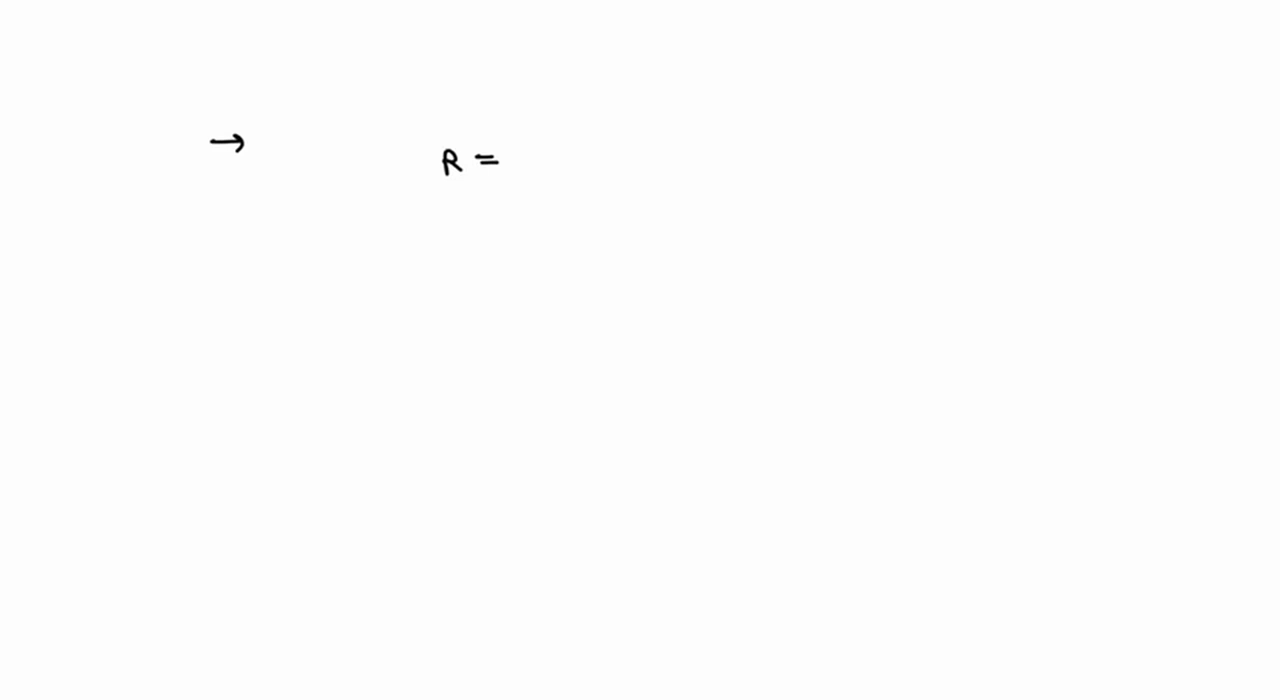 → R =